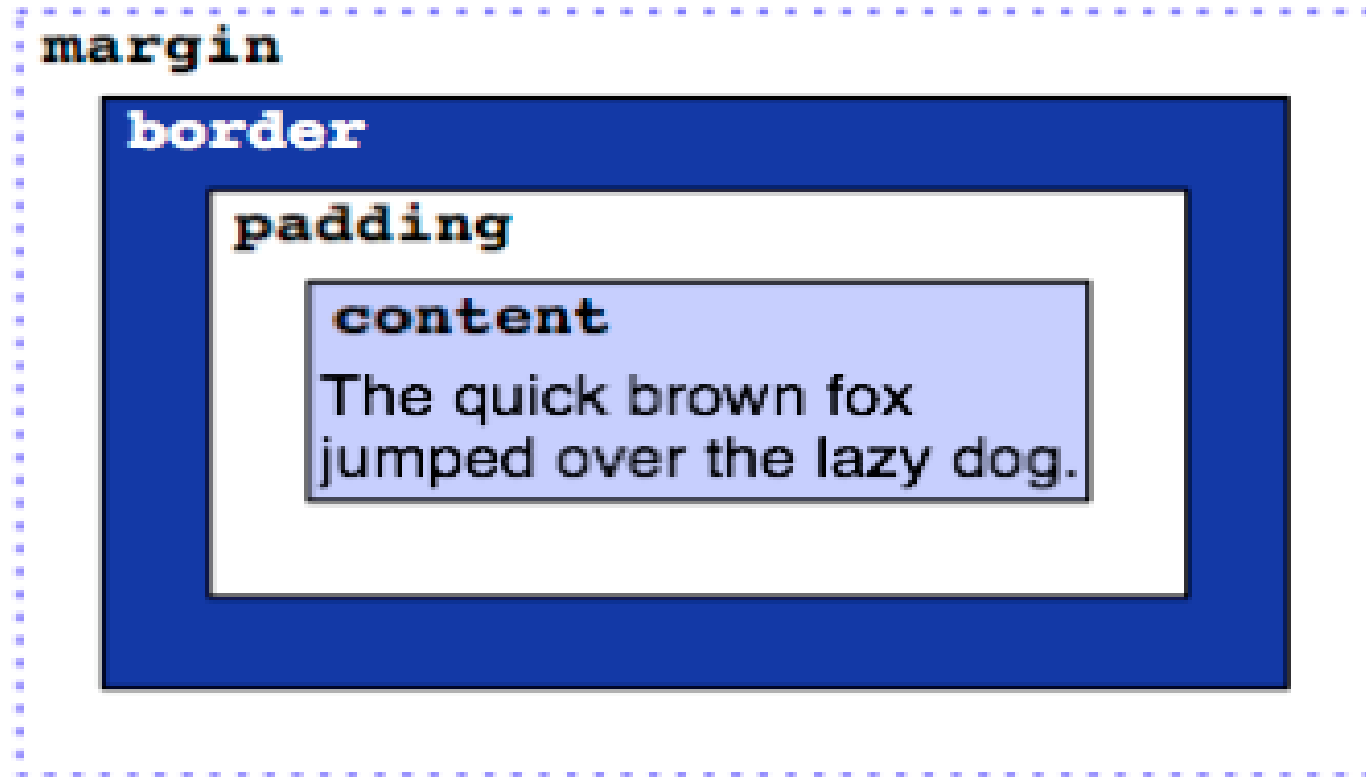 margin
border
padding
content
The quick brown fox
jumped over the lazy dog.